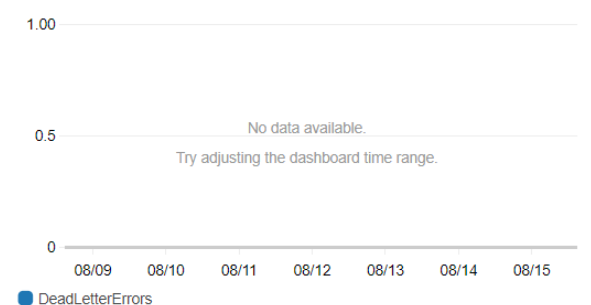 1.00
No data available.
0.5
Try adjusting the dashboard time range.
0
08/09 08/10 08/11 08/12 08/13 08/14 08/15
DeadLetterErrors